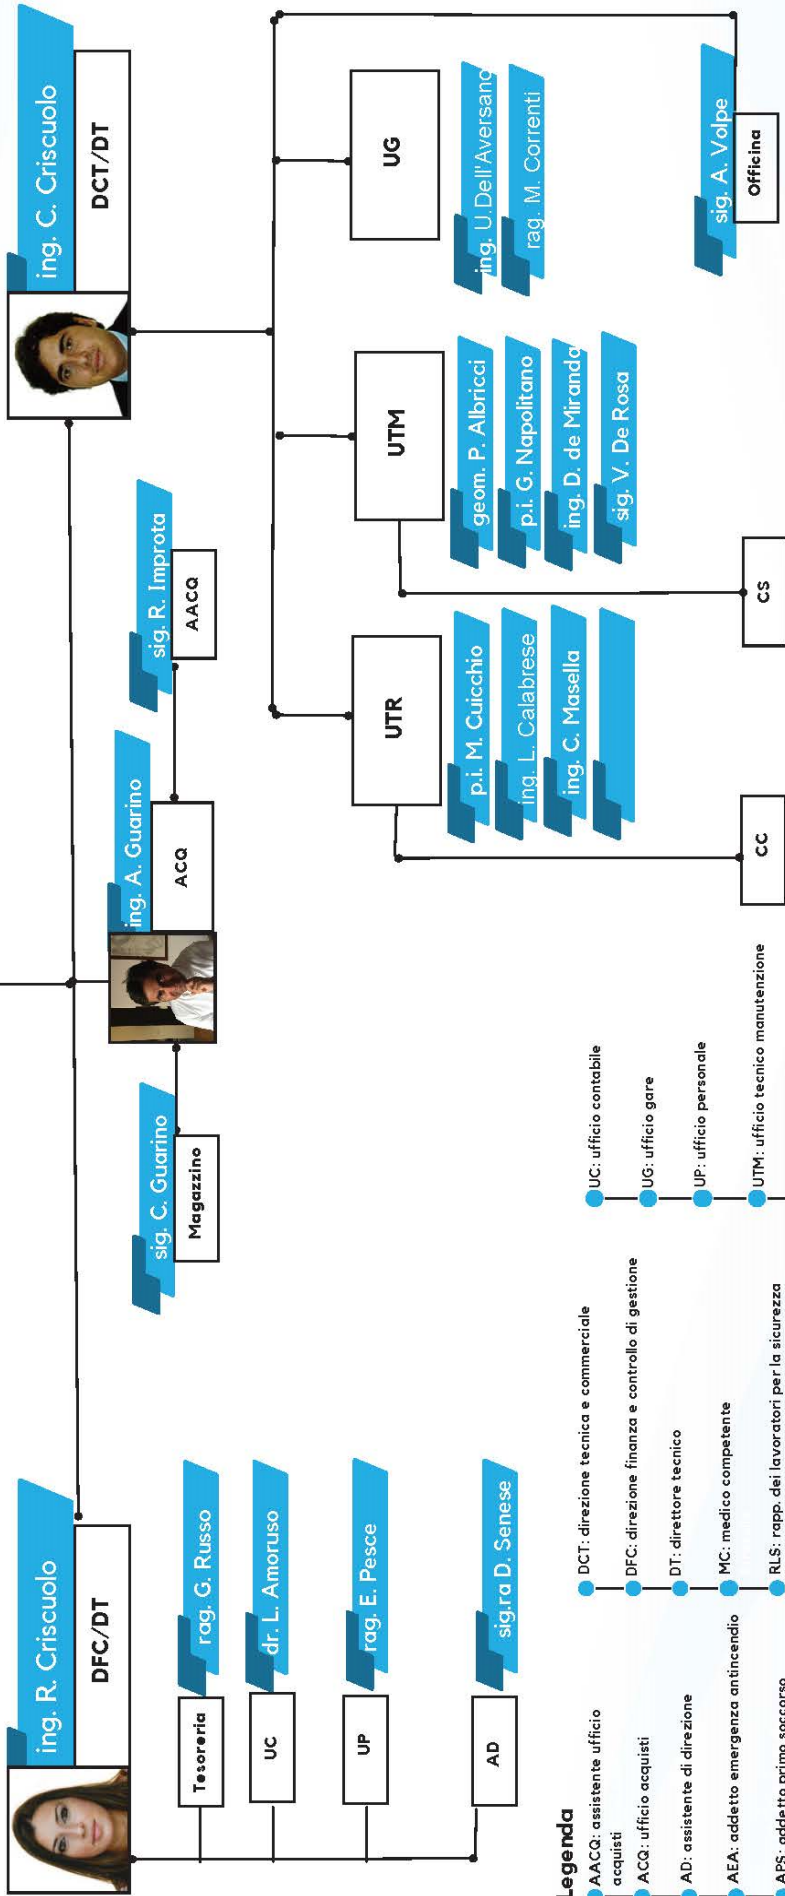 ing. R. Criscuolo
DFC/DT
ing. C. Criscuolo
DCT/DT
sig. C. Guarino
Magazzino
ing. A. Guarino
ACQ
sig. R. Improta
AACQ
Tesoreria
rag. G. Russo
UC
dr. L. Amoruso
UP
rag. E. Pesce
AD
sig.ra D. Senese
UTR
p.i. M. Cuicchio
ing. L. Calabrese
ing. C. Masella
CC
UTM
geom. P. Albricci
p.i. G. Napolitano
ing. D. de Miranda
sig. V. De Rosa
CS
UG
ing. U.Dell'Aversano
rag. M. Correnti
sig. A. Volpe
Officina
Legenda
AACQ: assistente ufficio
acquisti
ACQ: ufficio acquisti
AD: assistente di direzione
AEA: addetto emergenza antincendio
APS: addetto primo soccorso
DCT: direzione tecnica e commerciale
DFC: direzione finanza e controllo di gestione
DT: direttore tecnico
MC: medico competente
RLS: rapp. dei lavoratori per la sicurezza
UC: ufficio contabile
UG: ufficio gare
UP: ufficio personale
UTM: ufficio tecnico manutenzione